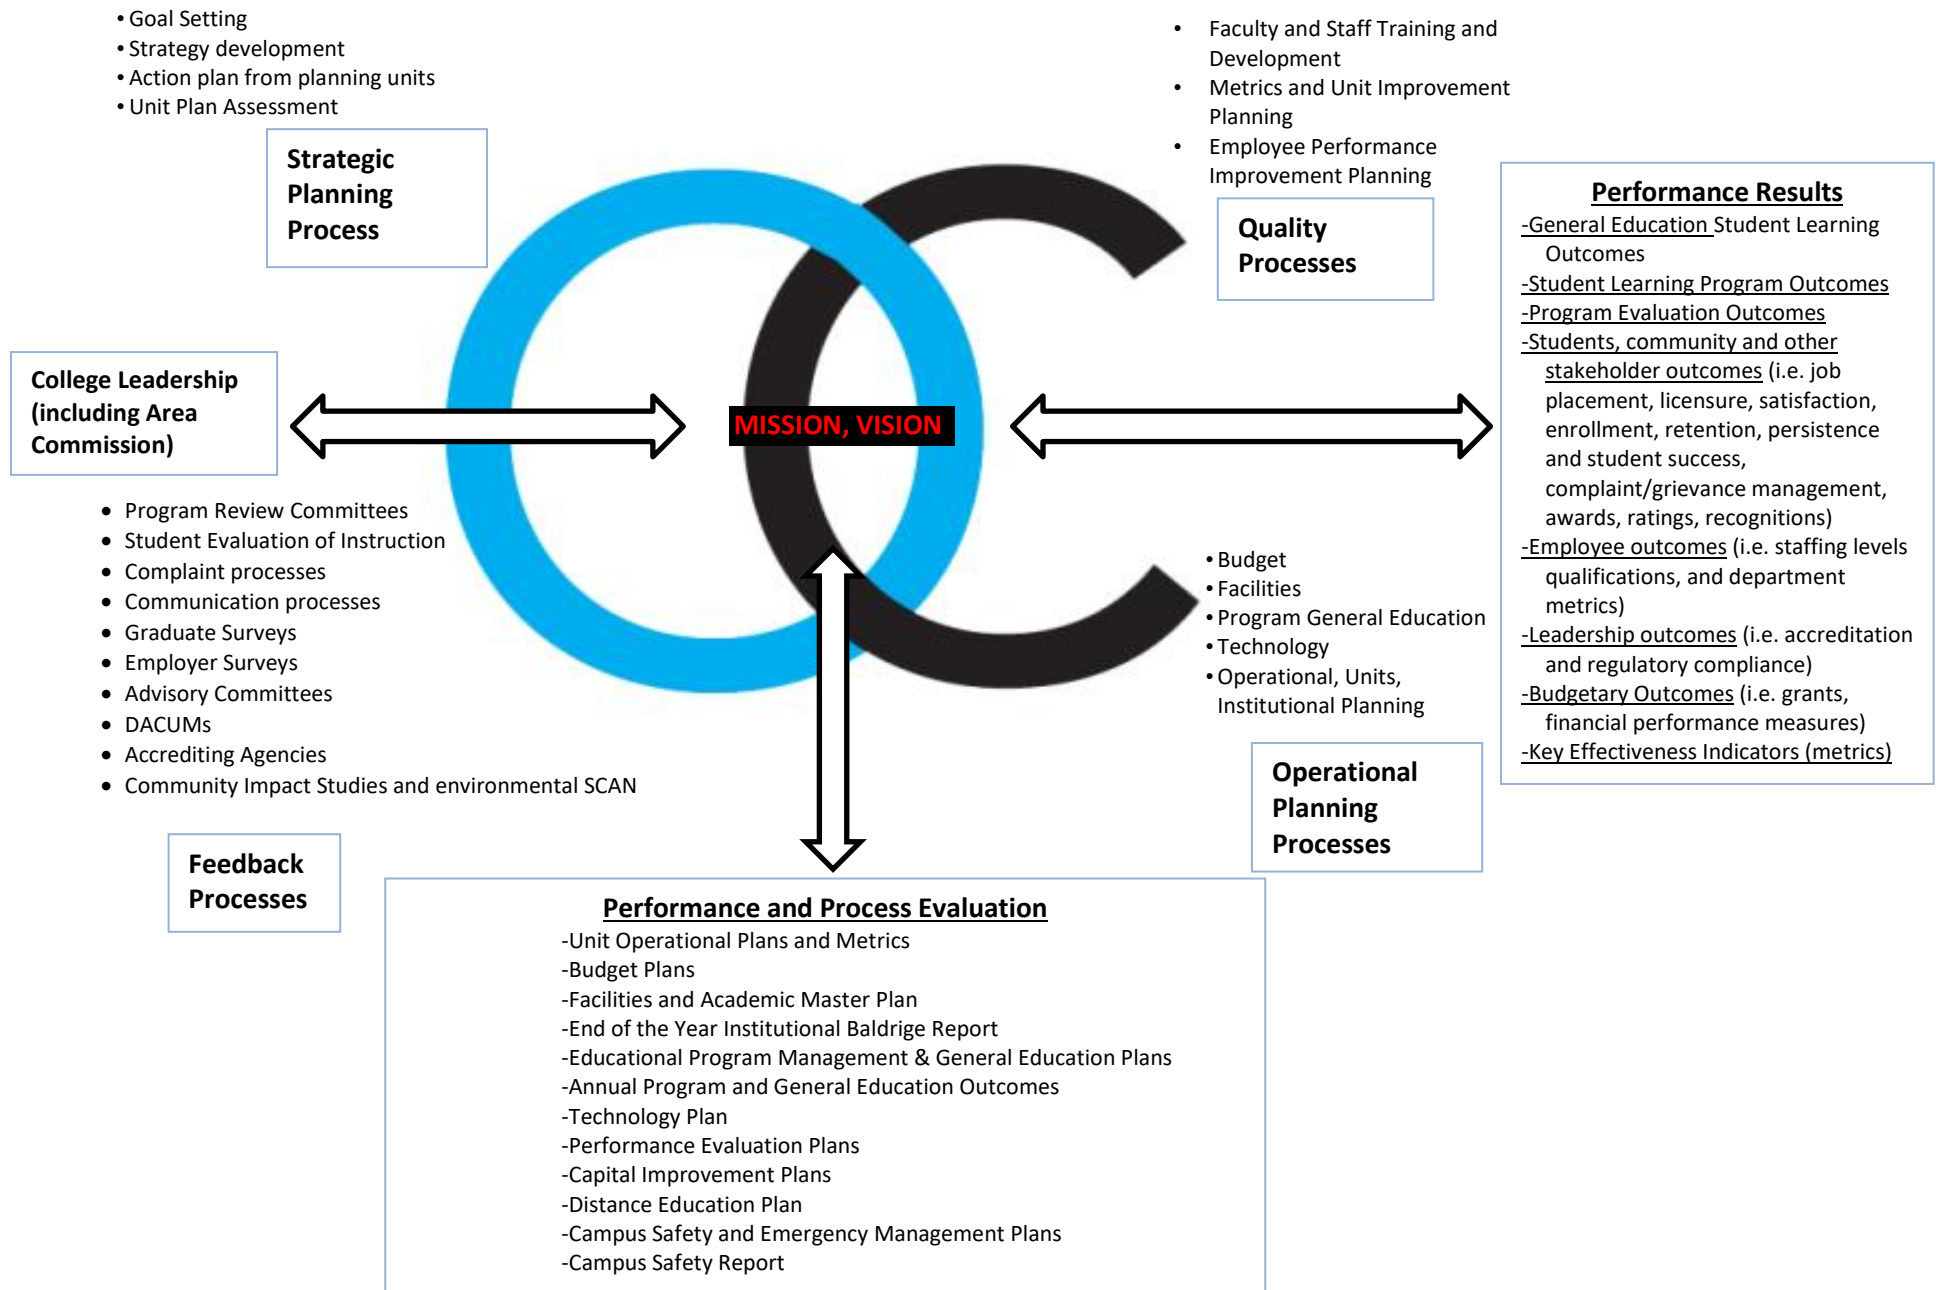 • Goal Setting
• Strategy development
• Action plan from planning units
• Unit Plan Assessment
Strategic
Planning
Process
• Faculty and Staff Training and
Development
• Metrics and Unit Improvement
Planning
• Employee Performance
Improvement Planning
Quality
Processes
Performance Results
-General Education Student Learning
Outcomes
-Student Learning Program Outcomes
-Program Evaluation Outcomes
-Students, community and other
stakeholder outcomes (i.e. job
placement, licensure, satisfaction,
enrollment, retention, persistence
and student success,
complaint/grievance management,
awards, ratings, recognitions)
-Employee outcomes (i.e. staffing levels
qualifications, and department
metrics)
-Leadership outcomes (i.e. accreditation
and regulatory compliance)
-Budgetary Outcomes (i.e. grants,
financial performance measures)
-Key Effectiveness Indicators (metrics)
College Leadership
(including Area
Commission)
MISSION, VISION
• Program Review Committees
• Student Evaluation of Instruction
• Complaint processes
• Communication processes
• Graduate Surveys
• Employer Surveys
• Advisory Committees
• DACUMs
• Accrediting Agencies
• Community Impact Studies and environmental SCAN
Feedback
Processes
• Budget
• Facilities
• Program General Education
• Technology
• Operational, Units,
Institutional Planning
Operational
Planning
Processes
Performance and Process Evaluation
-Unit Operational Plans and Metrics
-Budget Plans
-Facilities and Academic Master Plan
-End of the Year Institutional Baldrige Report
-Educational Program Management & General Education Plans
-Annual Program and General Education Outcomes
-Technology Plan
-Performance Evaluation Plans
-Capital Improvement Plans
-Distance Education Plan
-Campus Safety and Emergency Management Plans
-Campus Safety Report